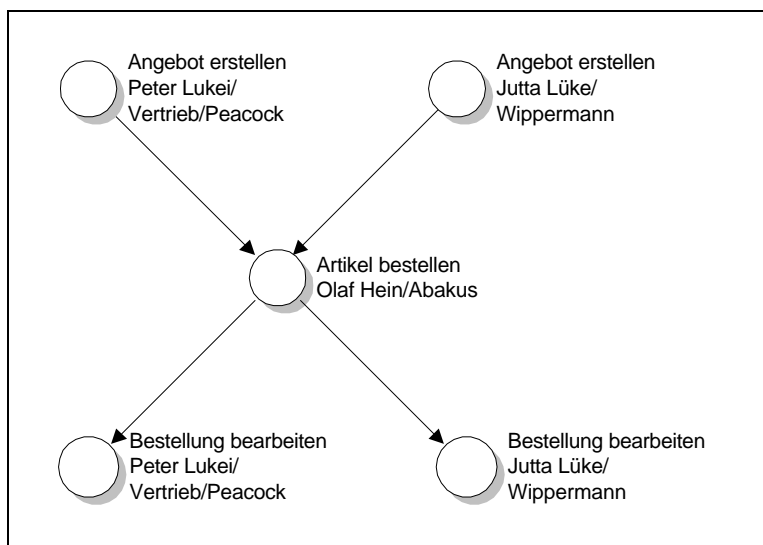 Angebot erstellen
Peter Lukei/
Vertrieb/Peacock
Angebot erstellen
Jutta Lüke/
Wippermann
Artikel bestellen
Olaf Hein/Abakus
Bestellung bearbeiten
Peter Lukei/
Vertrieb/Peacock
Bestellung bearbeiten
Jutta Lüke/
Wippermann